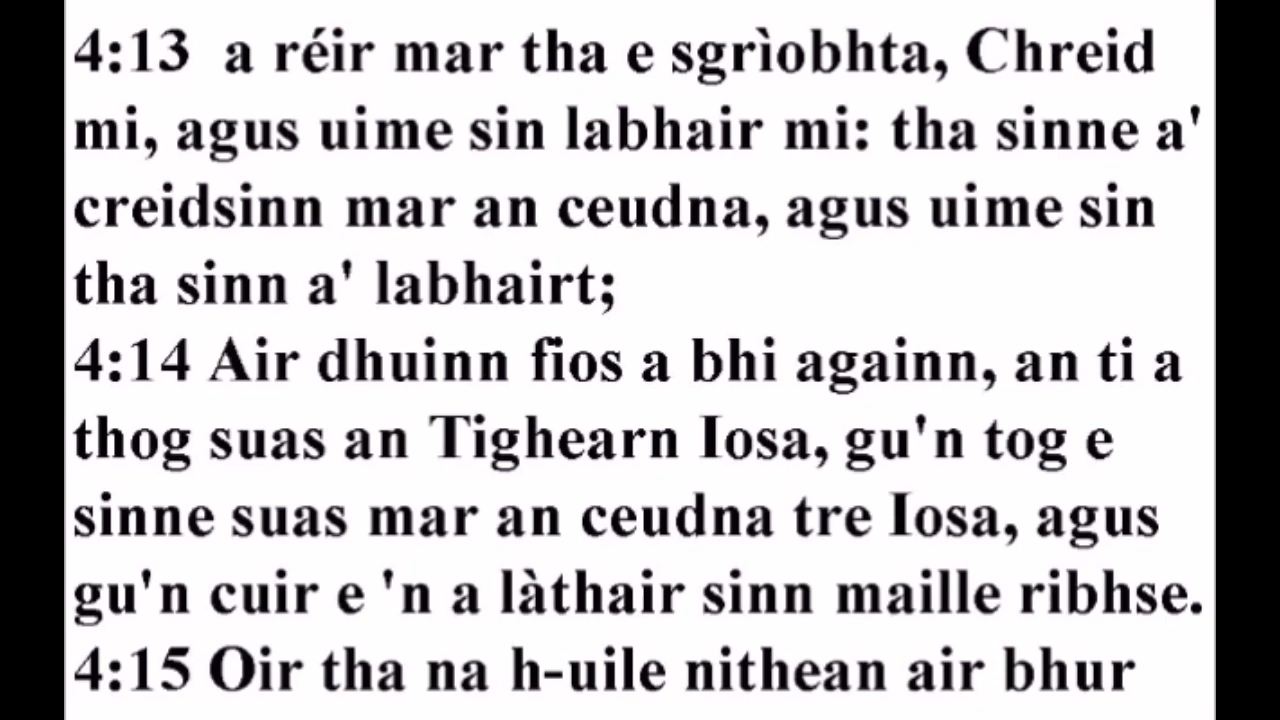 4:13  a réir mar tha e sgrìobhta, Chreid
mi, agus uime sin labhair mi: tha sinne a'
creidsinn mar an ceudna, agus uime sin
tha sinn a' labhairt;
4:14 Air dhuinn fios a bhi againn, an ti a
thog suas an Tighearn Iosa, gu'n tog e
sinne suas mar an ceudna tre Iosa, agus
gu'n cuir e 'n a làthair sinn maille ribhse.
4:15 Oir tha na h-uile nithean air bhur